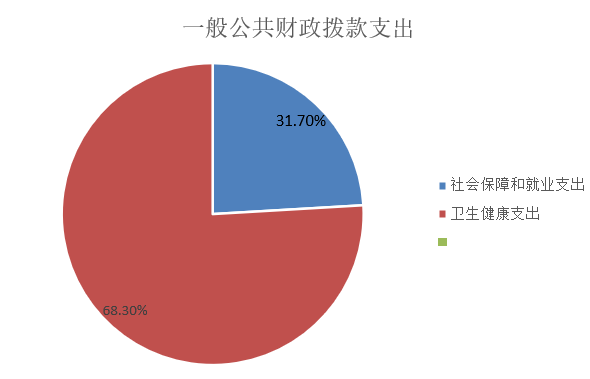 一般公共财政拨款支出
31.70%
社会保障和就业支出
卫生健康支出
68.30%